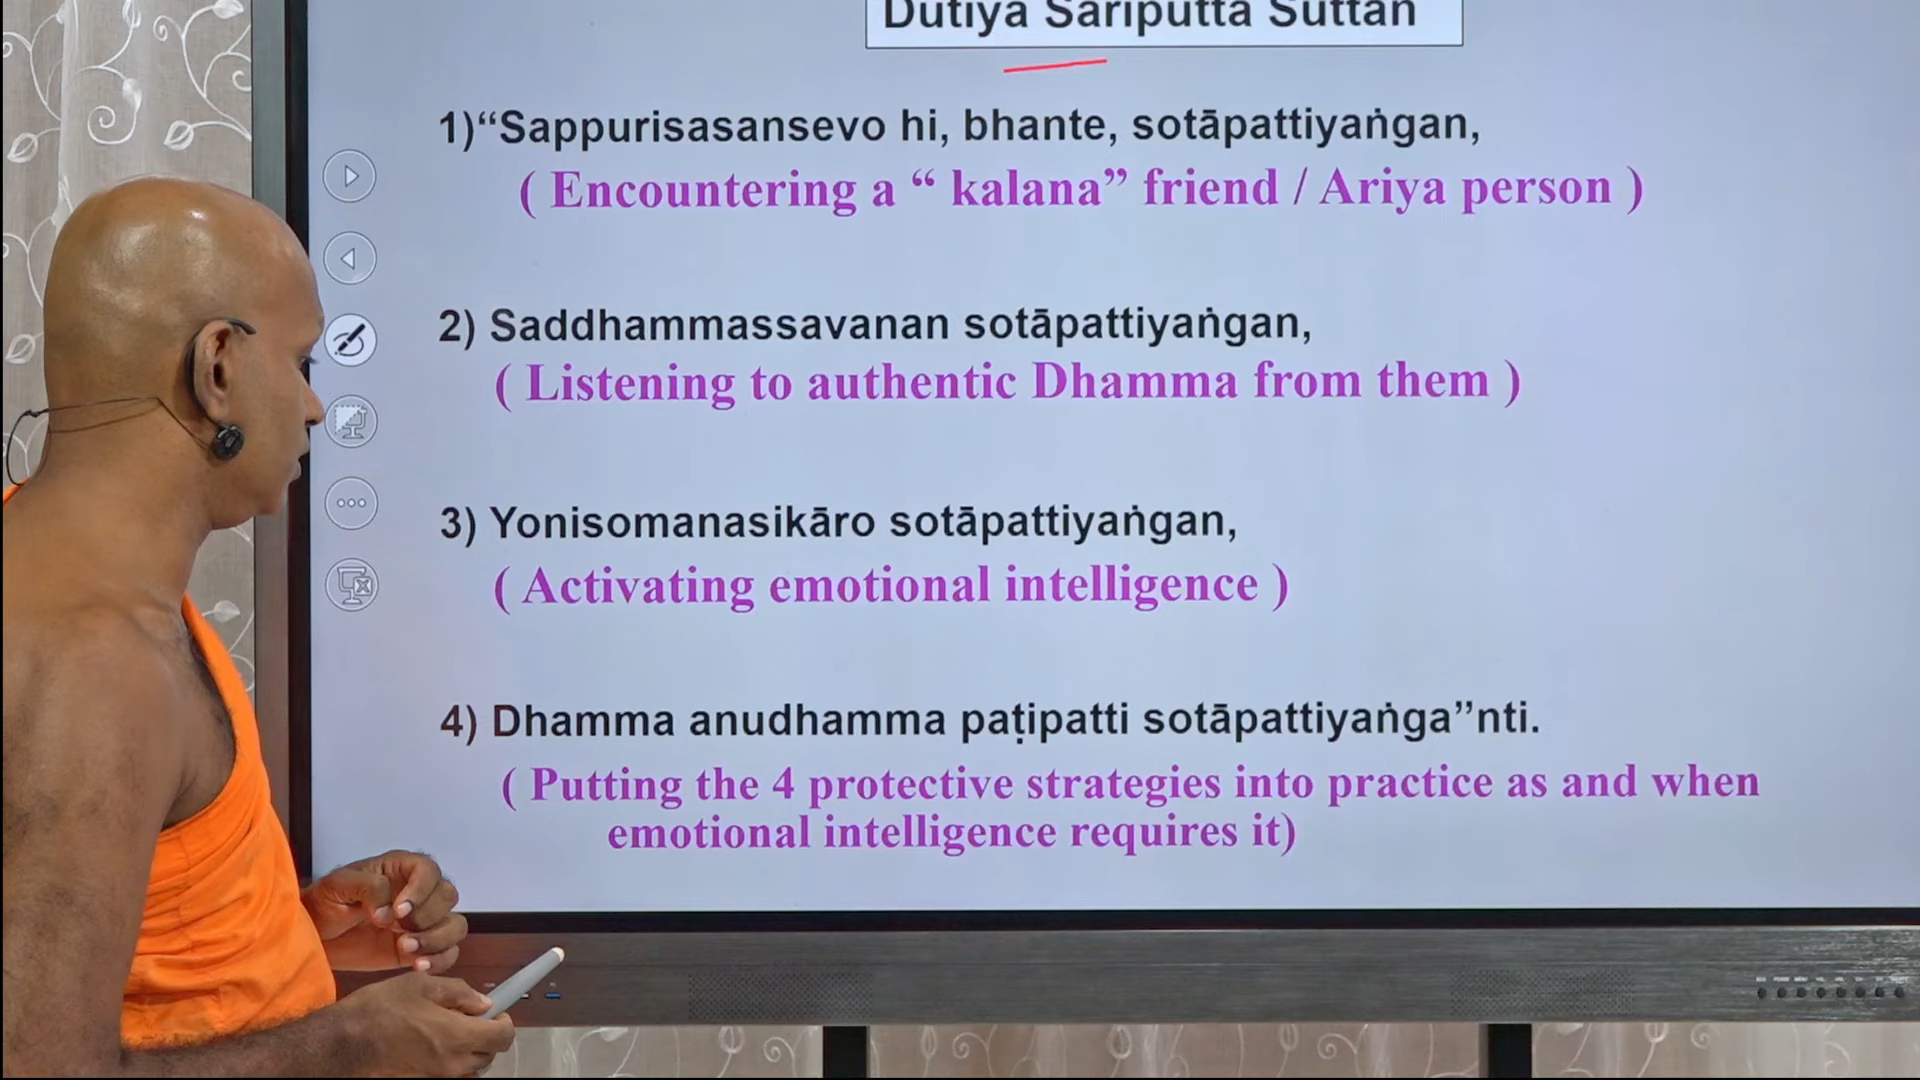 Dutiya Sāriputta Suttan
1)“Sappurisasansevo hi, bhante, sotāpattiyaṅgan,
( Encountering a “ kalana” friend / Ariya person )
2) Saddhammassavanan sotāpattiyaṅgan,
( Listening to authentic Dhamma from them )
3) Yonisomanasikāro sotāpattiyaṅgan,
( Activating emotional intelligence )
4) Dhamma anudhamma paṭipatti sotāpattiyaṅga”nti.
( Putting the 4 protective strategies into practice as and when
emotional intelligence requires it)